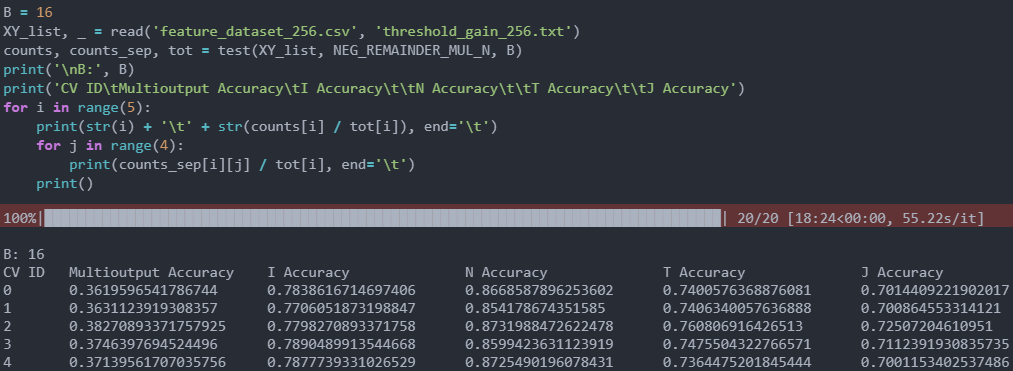 B = 16
XY_list, _ = read('feature_dataset_256.csv', 'threshold_gain_256.txt')
counts, counts_sep, tot = test(XY_list, NEG_REMAINDER_MUL_N, B)
print('\nB:', B)
print('CV ID\tMultioutput Accuracy\tI Accuracy\t\tN Accuracy\t\tT Accuracy\t\tJ Accuracy')
for i in range(5):
    print(str(i) + '\t' + str(counts[i] / tot[i]), end='\t')
    for j in range(4):
        print(counts_sep[i][j] / tot[i], end='\t')
    print()
100%| | 20/20 [18:24<00:00, 55.22s/it]
B: 16
CV ID	Multioutput Accuracy	I Accuracy	N Accuracy	T Accuracy	J Accuracy
0	0.3619596541786744	0.7838616714697406	0.8668587896253602	0.7400576368876081	0.7014409221902017
1	0.3631123919308357	0.7706051873198847	0.854178674351585	0.7406340057636888	0.7008645533141210
2	0.38270893371757925	0.7798270893371758	0.8731988472622478	0.760806916426513	0.72507204610951
3	0.3746397694524496	0.7890489913544668	0.8599423631123919	0.7475504322766571	0.7112391930835735
4	0.37139561707035756	0.7877739331026529	0.8725490196078431	0.7364475201845444	0.7001153402537486